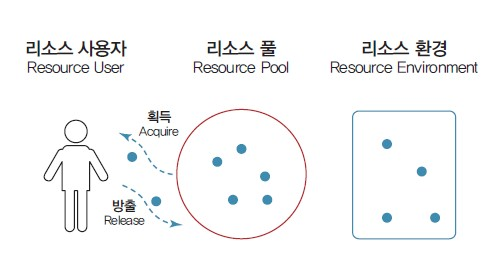 리소스 사용자
Resource User
리소스 풀
Resource Pool
리소스 환경
Resource Environment
획득
Acquire
방출
Release